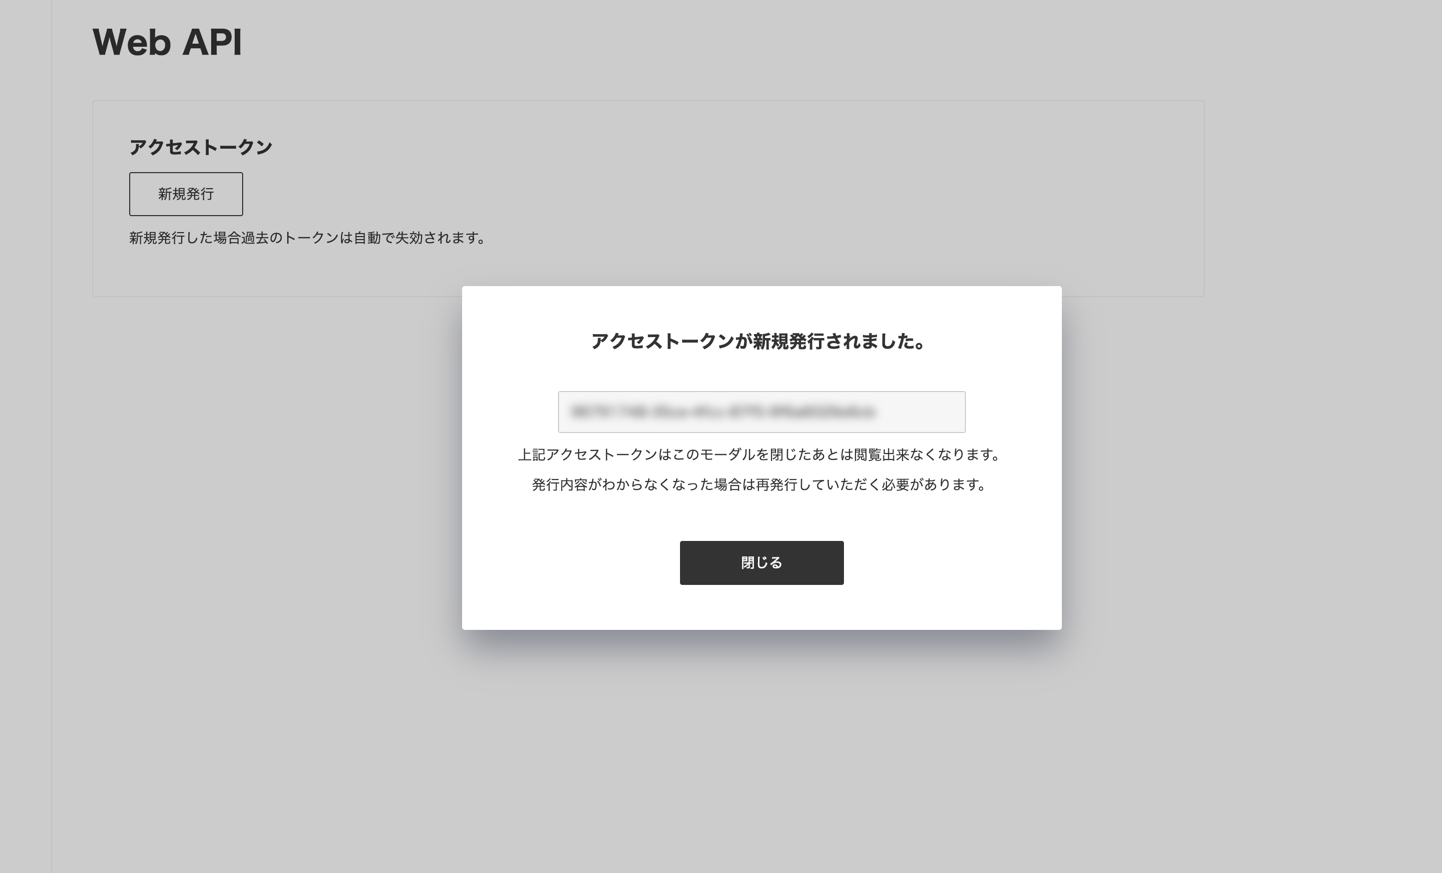 Web API
アクセストークン
新規発行
新規発行した場合過去のトークンは自動で失効されます。
アクセストークンが新規発行されました。
上記アクセストークンはこのモーダルを閉じたあとは閲覧出来なくなります。
発行内容がわからなくなった場合は再発行していただく必要があります。
閉じる